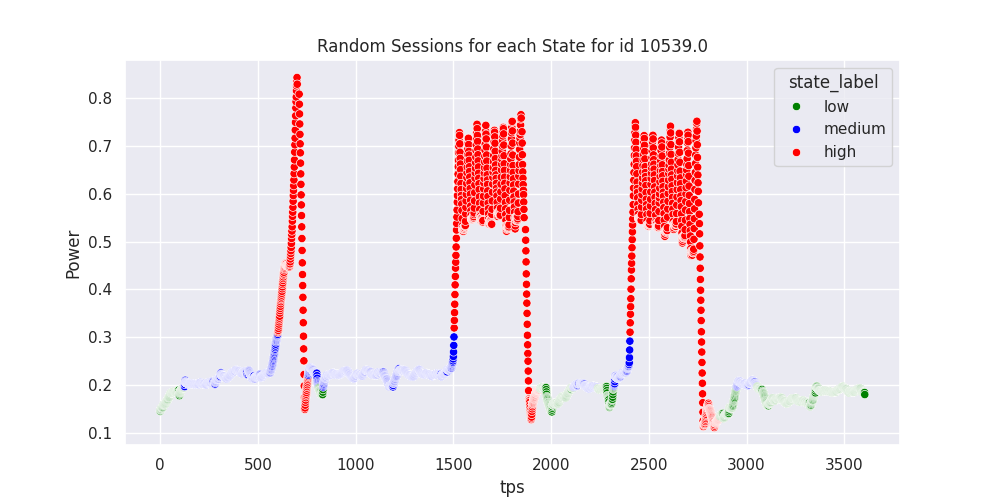 Random Sessions for each State for id 10539.0
state_label
low
medium
high
Power
0.8
0.7
0.6
0.5
0.4
0.3
0.2
0.1
0 500 1000 1500 2000 2500 3000 3500
tps